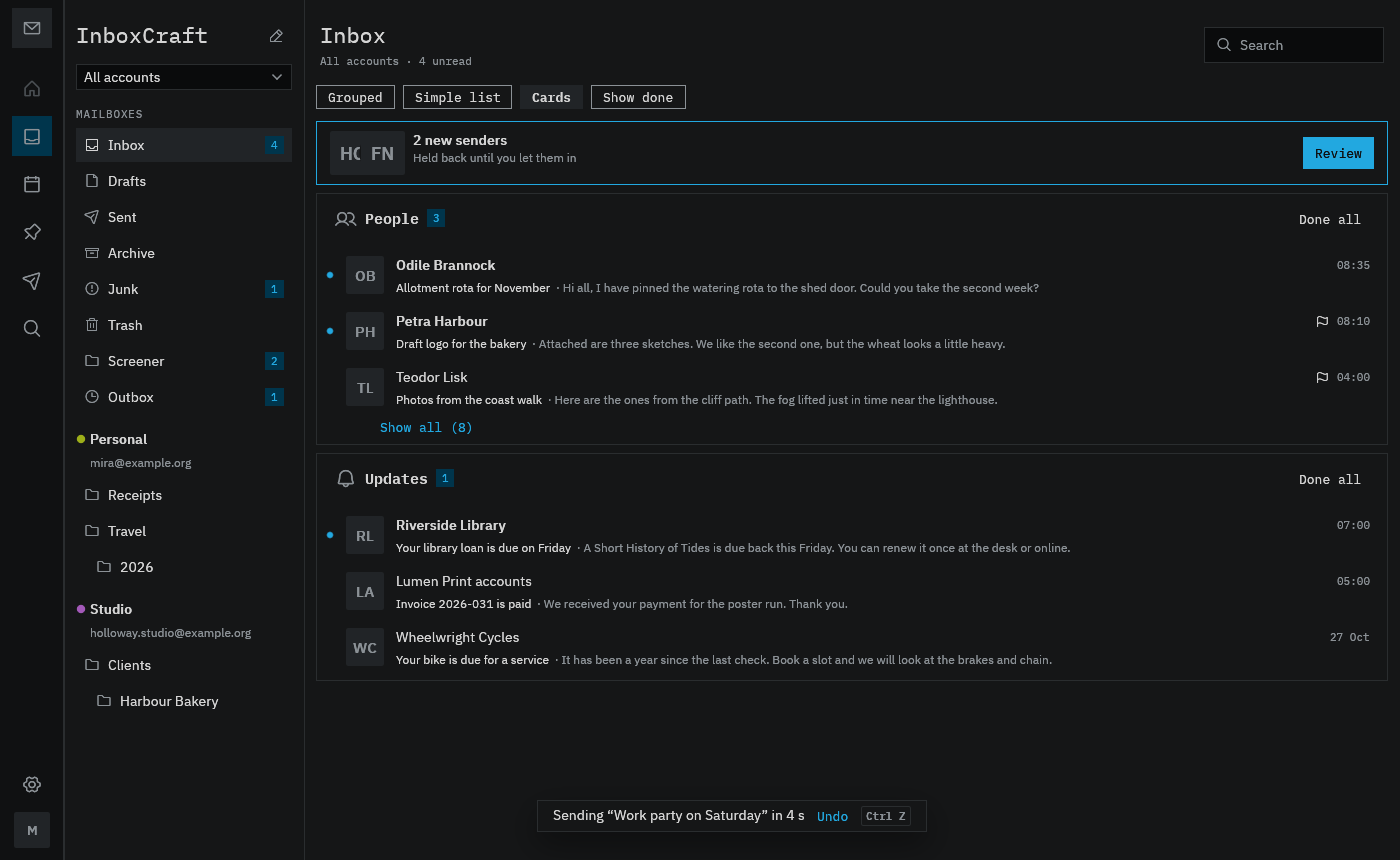 InboxCraft
All accounts
MAILBOXES
Inbox 4
Drafts
Sent
Archive
Junk 1
Trash
Screener 2
Outbox 1
Personal
mira@example.org
Receipts
Travel
2026
Studio
holloway.studio@example.org
Clients
Harbour Bakery
M
Inbox
All accounts · 4 unread
Search
Grouped Simple list Cards Show done
FN
2 new senders
Held back until you let them in
Review
People 3 Done all
OB Odile Brannock 08:35
Allotment rota for November · Hi all, I have pinned the watering rota to the shed door. Could you take the second week?
PH Petra Harbour 08:10
Draft logo for the bakery · Attached are three sketches. We like the second one, but the wheat looks a little heavy.
TL Teodor Lisk 04:00
Photos from the coast walk · Here are the ones from the cliff path. The fog lifted just in time near the lighthouse.
Show all (8)
Updates 1 Done all
RL Riverside Library 07:00
Your library loan is due on Friday · A Short History of Tides is due back this Friday. You can renew it once at the desk or online.
LA Lumen Print accounts 05:00
Invoice 2026-031 is paid · We received your payment for the poster run. Thank you.
WC Wheelwright Cycles 27 Oct
Your bike is due for a service · It has been a year since the last check. Book a slot and we will look at the brakes and chain.
Sending “Work party on Saturday” in 4 s Undo Ctrl Z